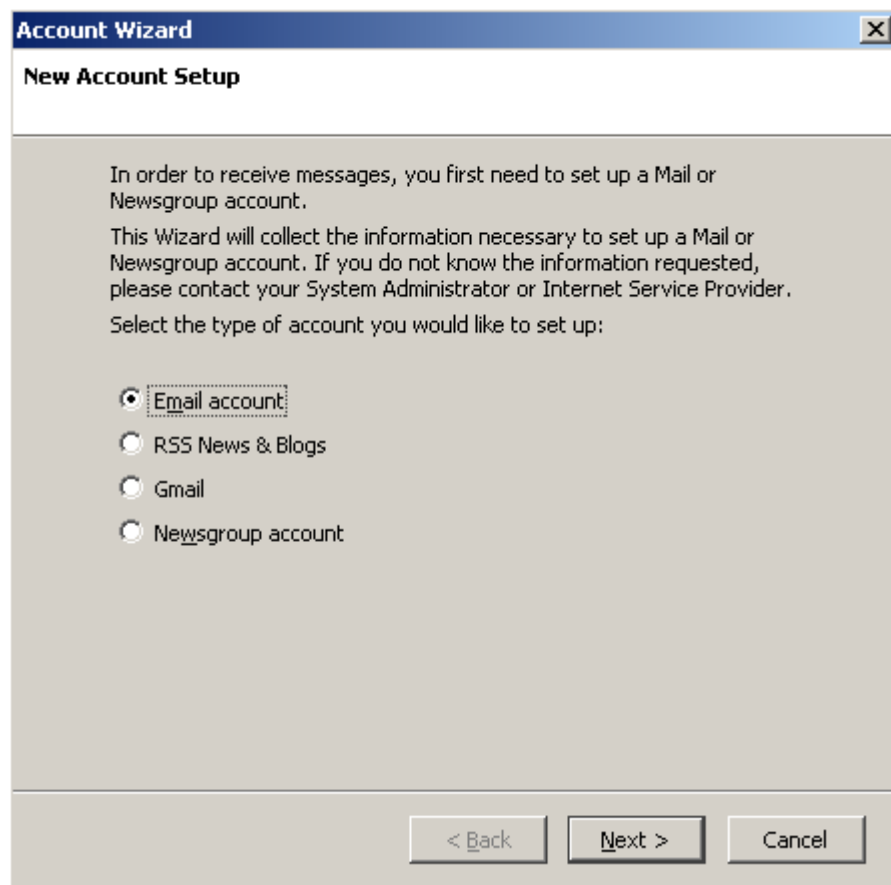 Account Wizard
New Account Setup
In order to receive messages, you first need to set up a Mail or
Newsgroup account.
This Wizard will collect the information necessary to set up a Mail or
Newsgroup account. If you do not know the information requested,
please contact your System Administrator or Internet Service Provider.
Select the type of account you would like to set up:
Email account
RSS News & Blogs
Gmail
Newsgroup account
< Back
Next >
Cancel